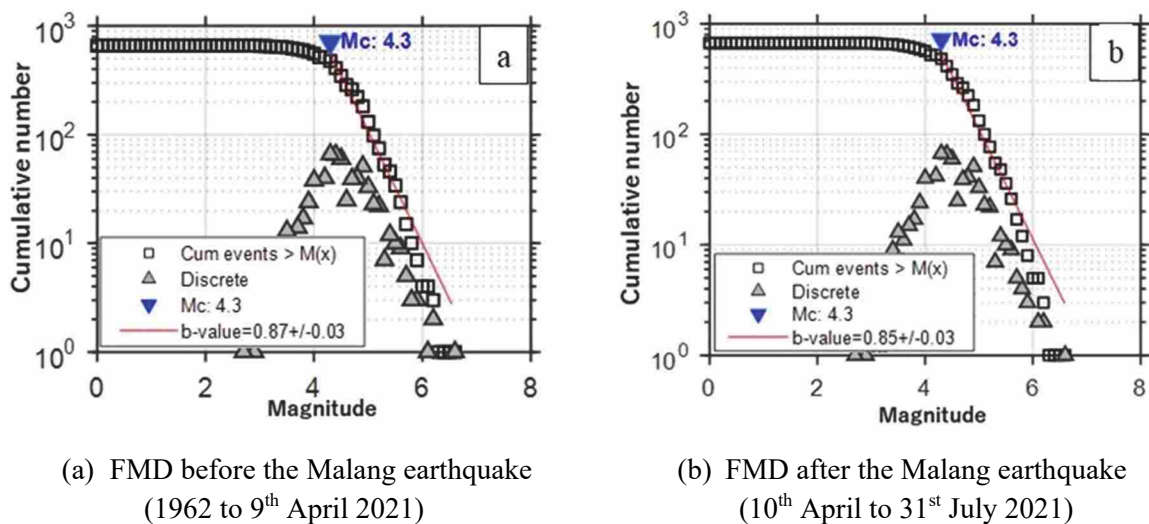 10³
Mc: 4.3
a
10²
10¹
10⁰
Cumulative number
Cum events > M(x)
Discrete
Mc: 4.3
b-value=0.87+/-0.03
0 2 4 6 8
Magnitude
10³
Mc: 4.3
b
10²
10¹
10⁰
Cumulative number
Cum events > M(x)
Discrete
Mc: 4.3
b-value=0.85+/-0.03
0 2 4 6 8
Magnitude
(a) FMD before the Malang earthquake
(1962 to 9th April 2021)
(b) FMD after the Malang earthquake
(10th April to 31st July 2021)